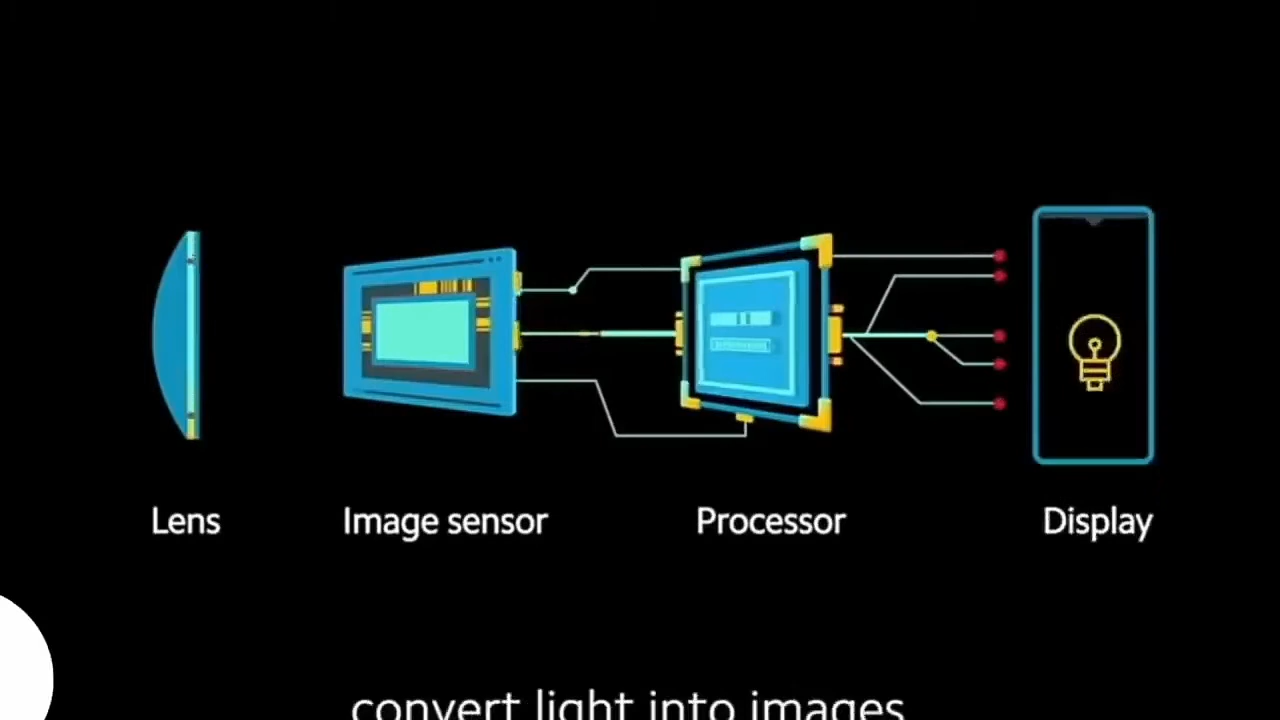 Lens
Image sensor
Processor
Display
convert light into images